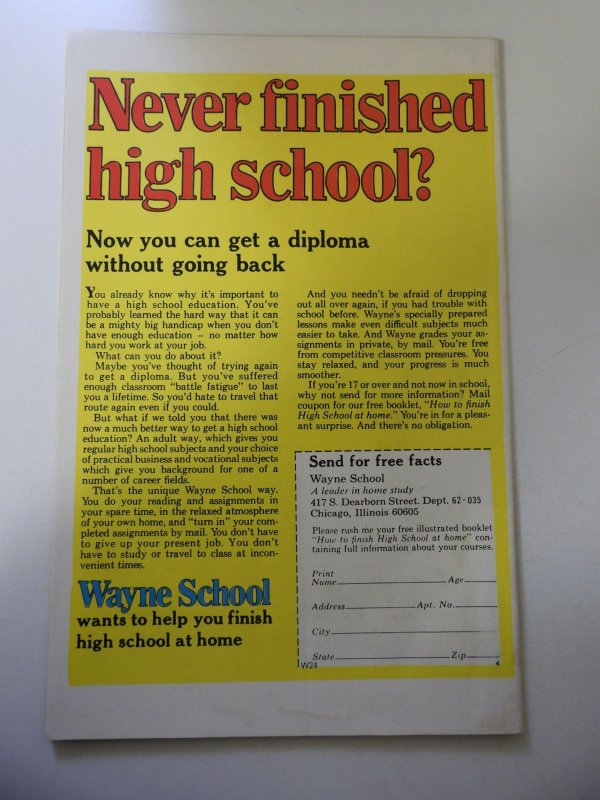 Never finished
high school?
Now you can get a diploma
without going back
You already know why it's important to
have a high school education. You've
probably learned the hard way that it can
be a mighty big handicap when you don't
have enough education — no matter how
hard you work at your job.
What can you do about it?
Maybe you've thought of trying again
to get a diploma. But you've suffered
enough classroom "battle fatigue" to last
you a lifetime. So you'd hate to travel that
route again even if you could.
But what if we told you that there was
now a much better way to get a high school
education? An adult way, which gives you
regular high school subjects and your choice
of practical business and vocational subjects
which give you background for one of a
number of career fields.
That's the unique Wayne School way.
You do your reading and assignments in
your spare time, in the relaxed atmosphere
of your own home, and "turn in" your com-
pleted assignments by mail. You don't have
to give up your present job. You don't
have to study or travel to class at incon-
venient times.
Wayne School
wants to help you finish
high school at home
And you needn't be afraid of dropping
out all over again, if you had trouble with
school before. Wayne's specially prepared
lessons make even difficult subjects much
easier to take. And Wayne grades your as-
signments in private, by mail. You're free
from competitive classroom pressures. You
stay relaxed, and your progress is much
smoother.
If you're 17 or over and not now in school,
why not send for more information? Mail
coupon for our free booklet, "How to finish
High School at home." You're in for a pleas-
ant surprise. And there's no obligation.
Send for free facts
Wayne School
A leader in home study
417 S. Dearborn Street. Dept. 62-035
Chicago, Illinois 60605
Please rush me your free illustrated booklet
"How to finish High School at home" con-
taining full information about your courses.
Print
Name Age
Address Apt. No.
City
State Zip
W24 4